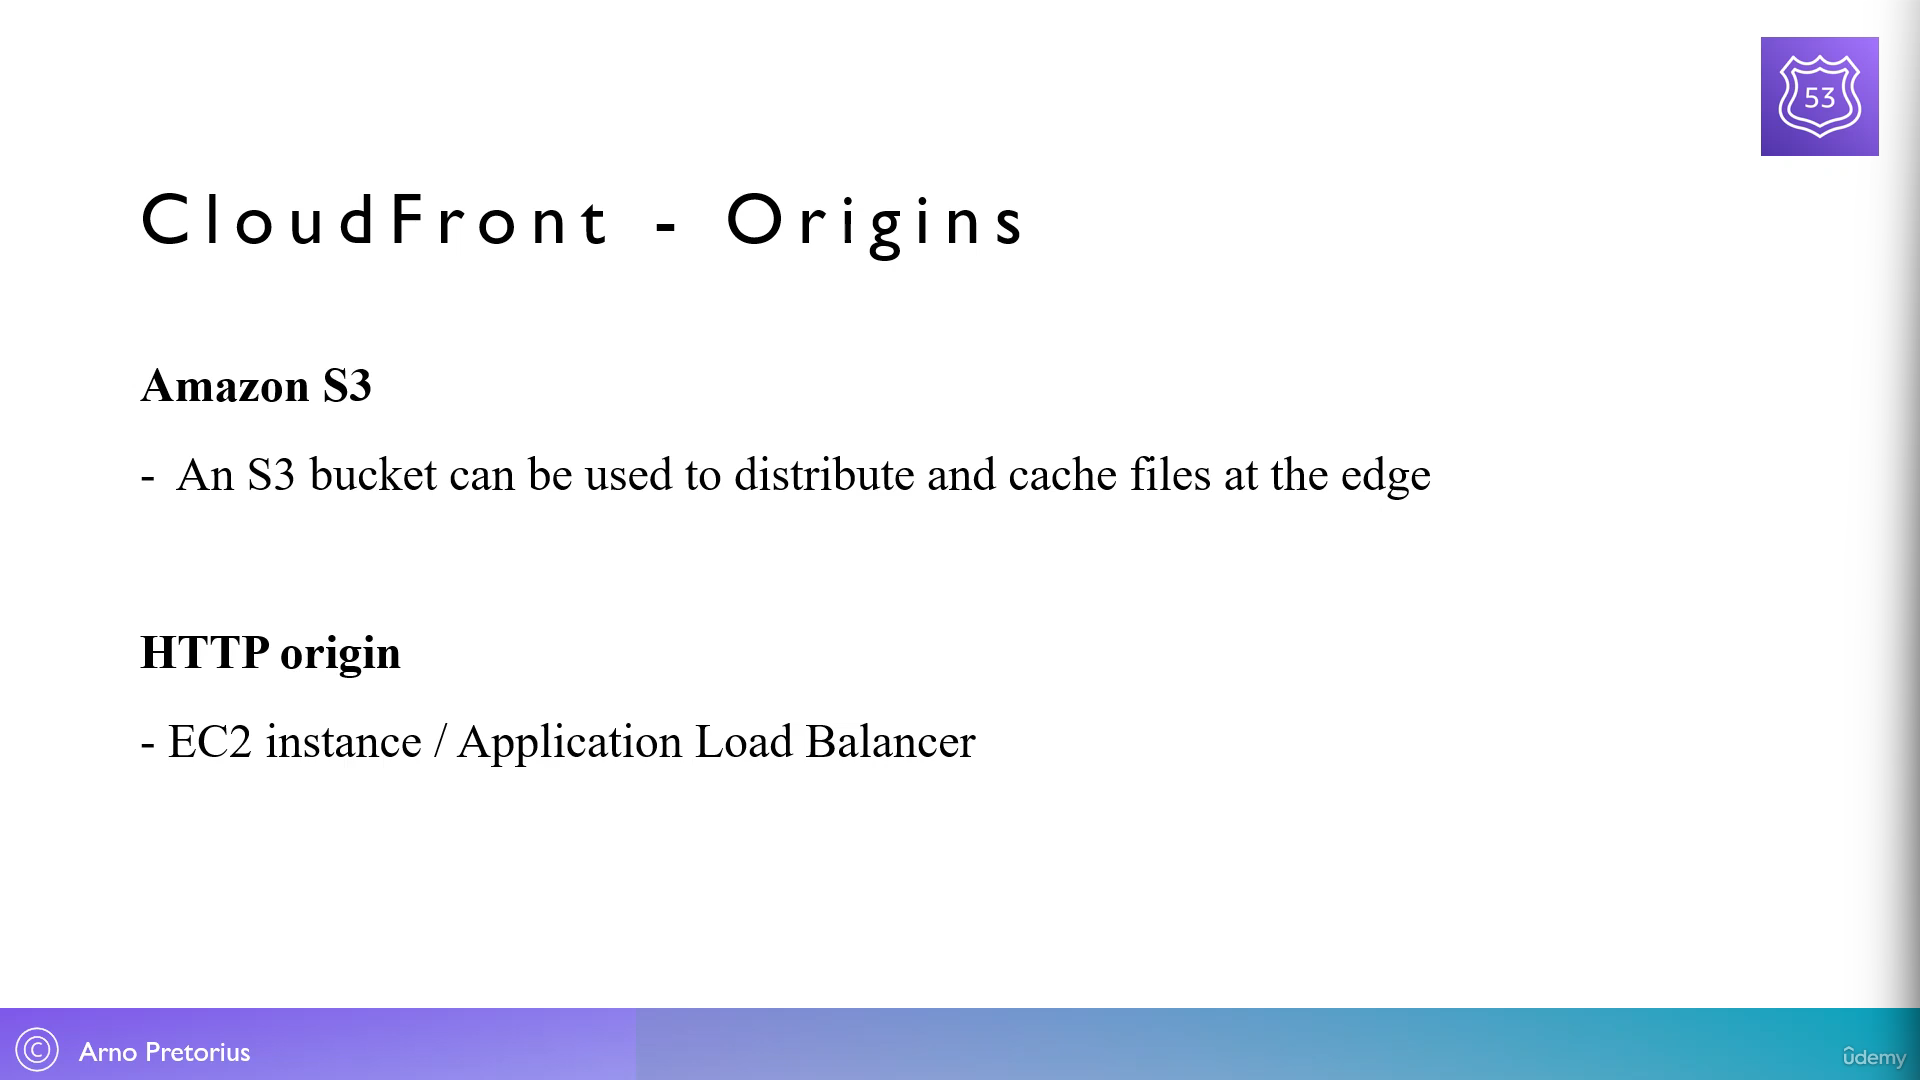 53
CloudFront - Origins
Amazon S3
- An S3 bucket can be used to distribute and cache files at the edge
HTTP origin
- EC2 instance / Application Load Balancer
© Arno Pretorius
ûdemy